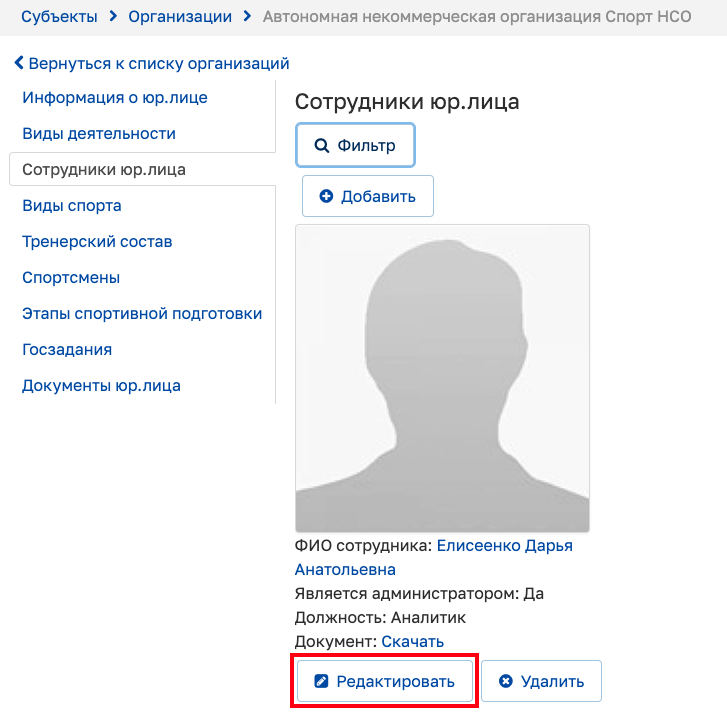 Субъекты > Организации > Автономная некоммерческая организация Спорт НСО
Вернуться к списку организаций
Информация о юр.лице
Виды деятельности
Сотрудники юр.лица
Виды спорта
Тренерский состав
Спортсмены
Этапы спортивной подготовки
Госзадания
Документы юр.лица
Сотрудники юр.лица
Фильтр
Добавить
ФИО сотрудника: Елисеенко Дарья
Анатольевна
Является администратором: Да
Должность: Аналитик
Документ: Скачать
Редактировать Удалить